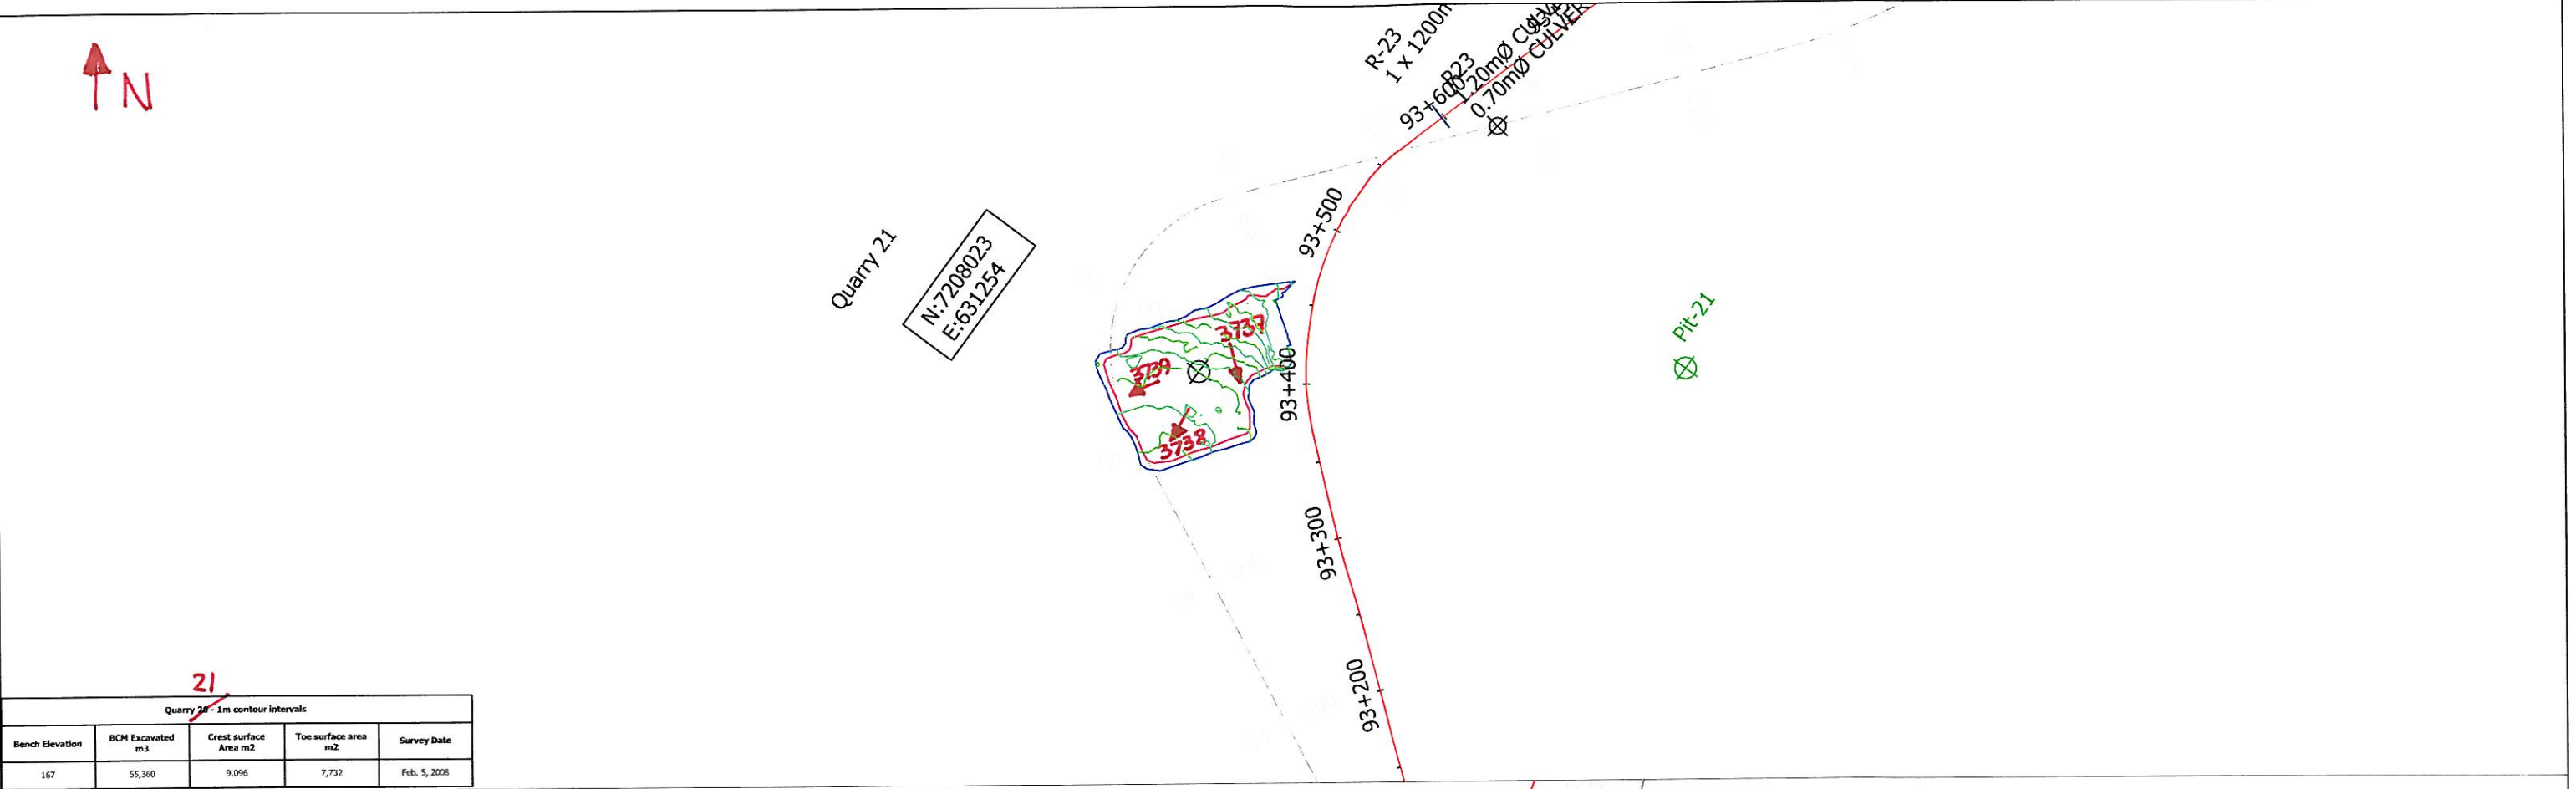 N
R-23
1 x 1200m
R23
93+600
1.20mØ CULVER
0.70mØ CULVER
93+500
Quarry 21
N:7208023
E:631254
3737
3739
3738
93+400
Pit-21
93+300
93+200
21
Quarry 20 - 1m contour intervals
Bench Elevation
BCM Excavated
m3
Crest surface
Area m2
Toe surface area
m2
Survey Date
167
55,360
9,096
7,732
Feb. 5, 2008